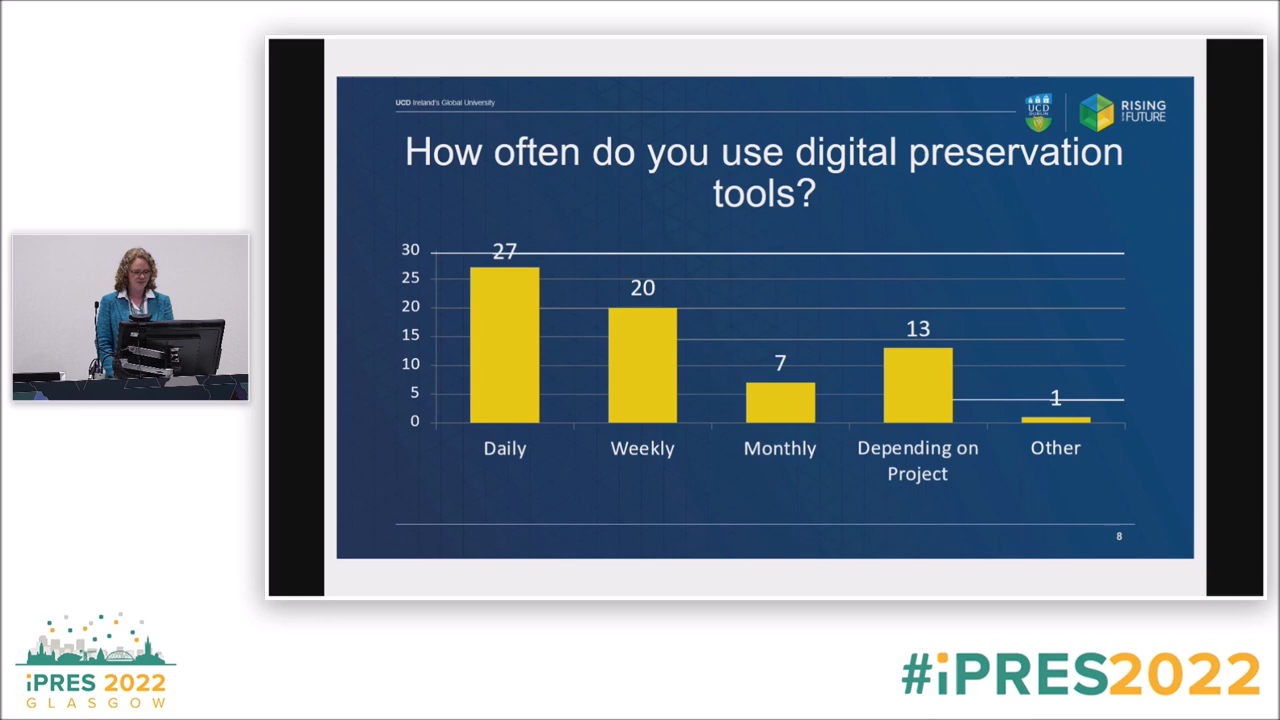 UCD Ireland's Global University
UCD
DUBLIN
RISING
TO THE FUTURE
How often do you use digital preservation
tools?
30
25
20
15
10
5
0
27
20
7
13
1
Daily
Weekly
Monthly
Depending on
Project
Other
8
iPRES 2022
GLASGOW
#iPRES2022